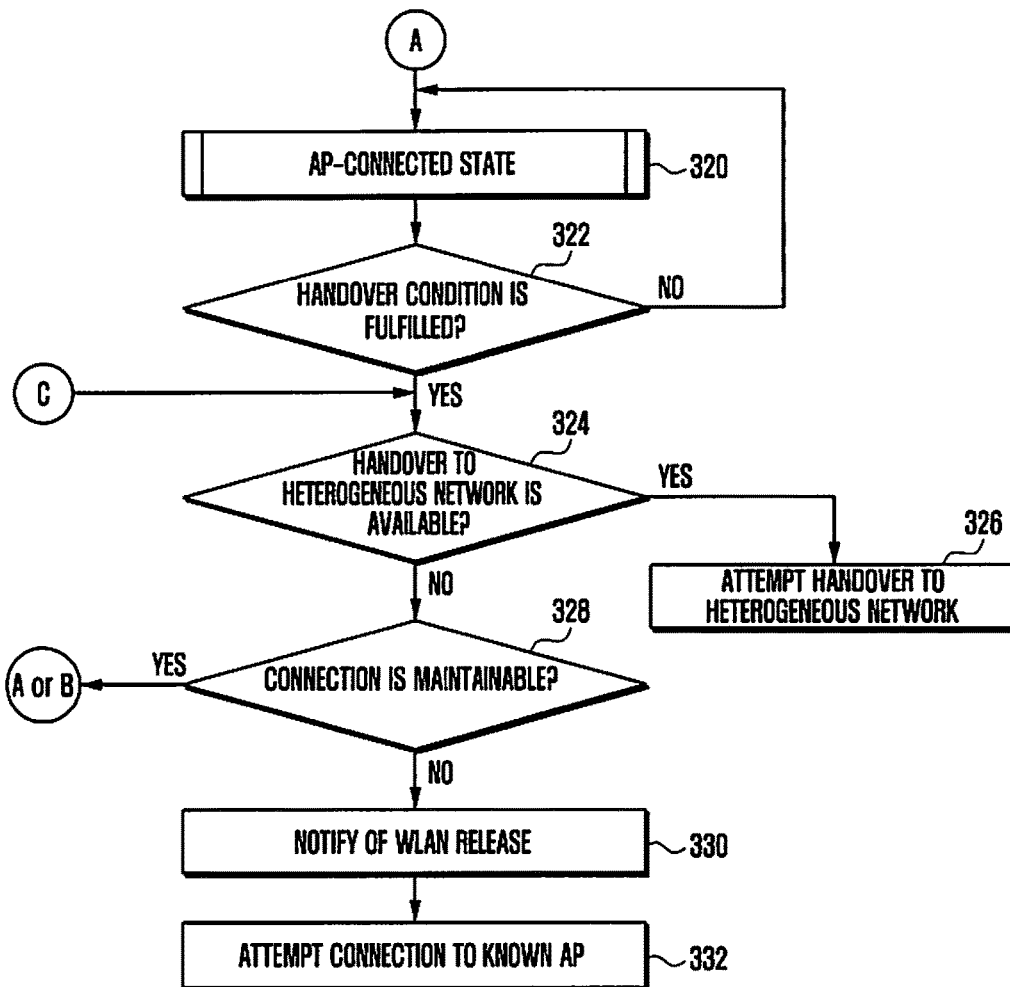 A
AP-CONNECTED STATE
320
322
HANDOVER CONDITION IS
FULFILLED?
NO
C
YES
324
HANDOVER TO
HETEROGENEOUS NETWORK IS
AVAILABLE?
YES
326
ATTEMPT HANDOVER TO
HETEROGENEOUS NETWORK
NO
328
CONNECTION IS MAINTAINABLE?
YES
A or B
NO
NOTIFY OF WLAN RELEASE
330
ATTEMPT CONNECTION TO KNOWN AP
332